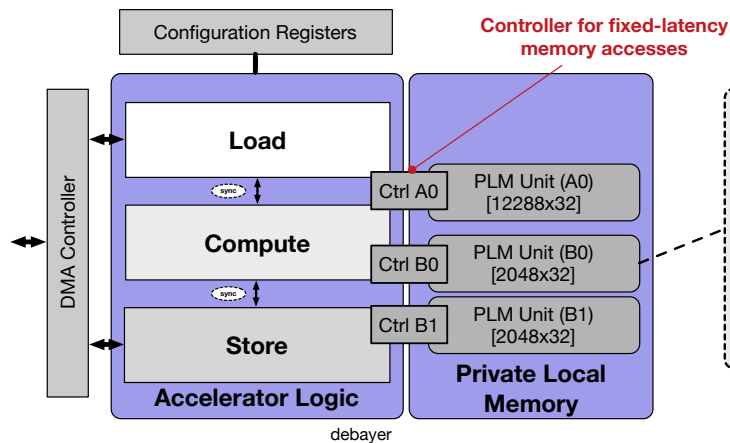 Configuration Registers
Controller for fixed-latency
memory accesses
DMA Controller
Load
sync
Compute
sync
Store
Accelerator Logic
Ctrl A0
PLM Unit (A0)
[12288x32]
Ctrl B0
PLM Unit (B0)
[2048x32]
Ctrl B1
PLM Unit (B1)
[2048x32]
Private Local
Memory
debayer